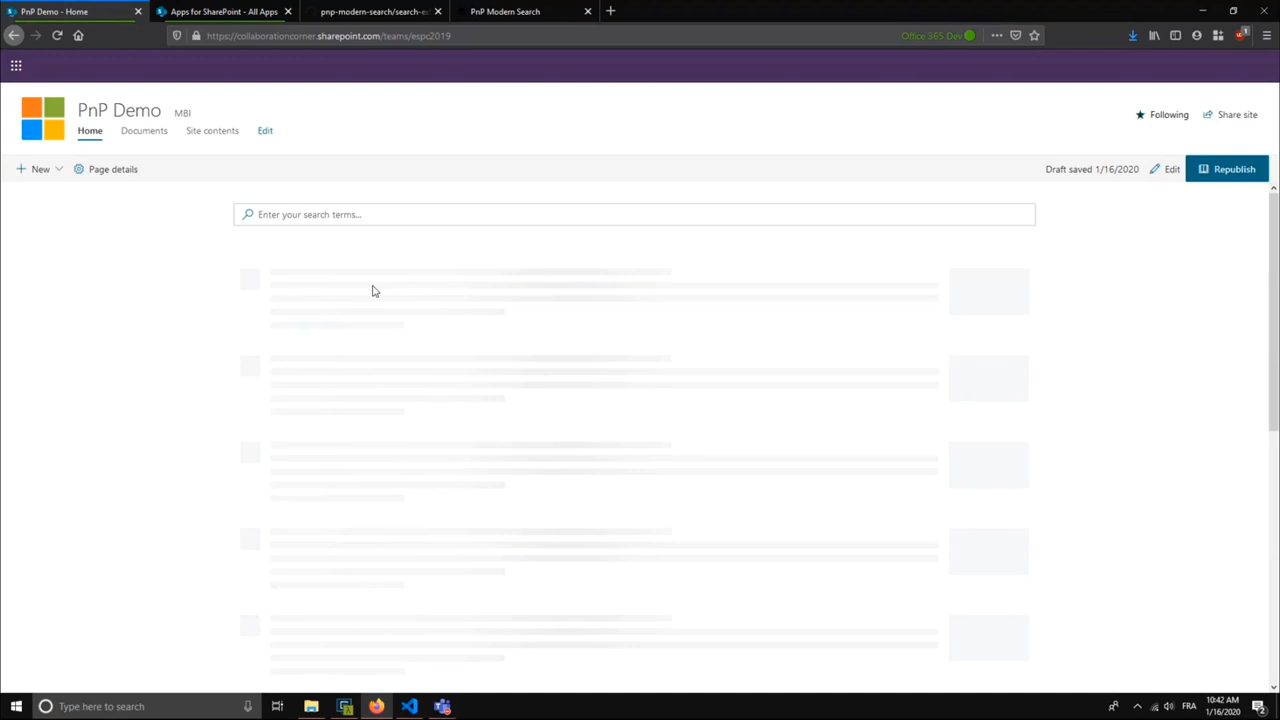 PnP Demo - Home
Apps for SharePoint - All Apps
pnp-modern-search/search-ex
PnP Modern Search
https://collaborationcorner.sharepoint.com/teams/espc2019
Office 365 Dev
PnP Demo MBI
Home Documents Site contents Edit
Following Share site
New Page details
Draft saved 1/16/2020 Edit Republish
Enter your search terms...
Type here to search
FRA
10:42 AM
1/16/2020
2